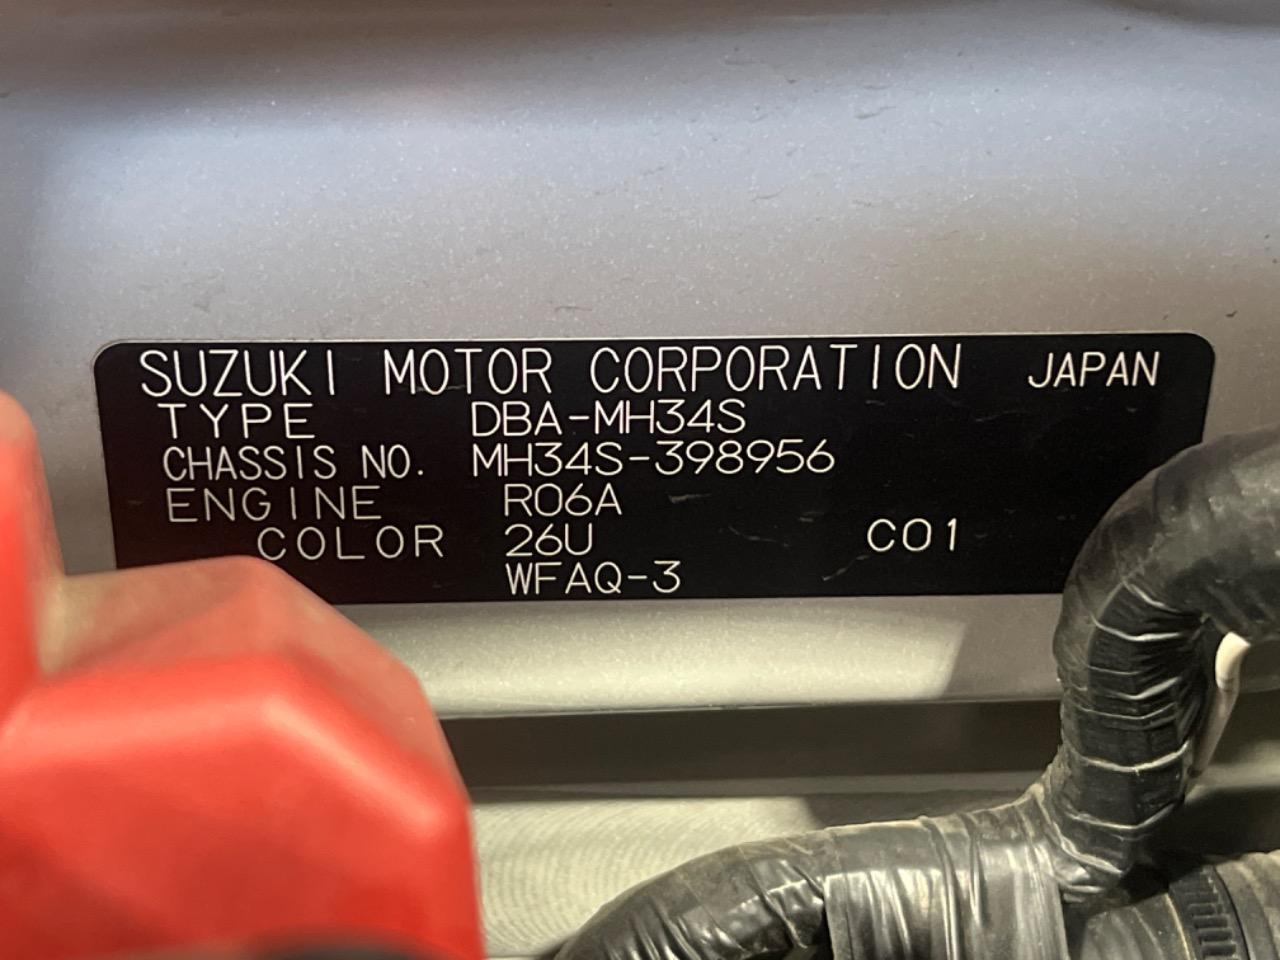 SUZUKI MOTOR CORPORATION JAPAN
TYPE DBA-MH34S
CHASSIS NO. MH34S-398956
ENGINE R06A
COLOR 26U C01
WFAQ-3